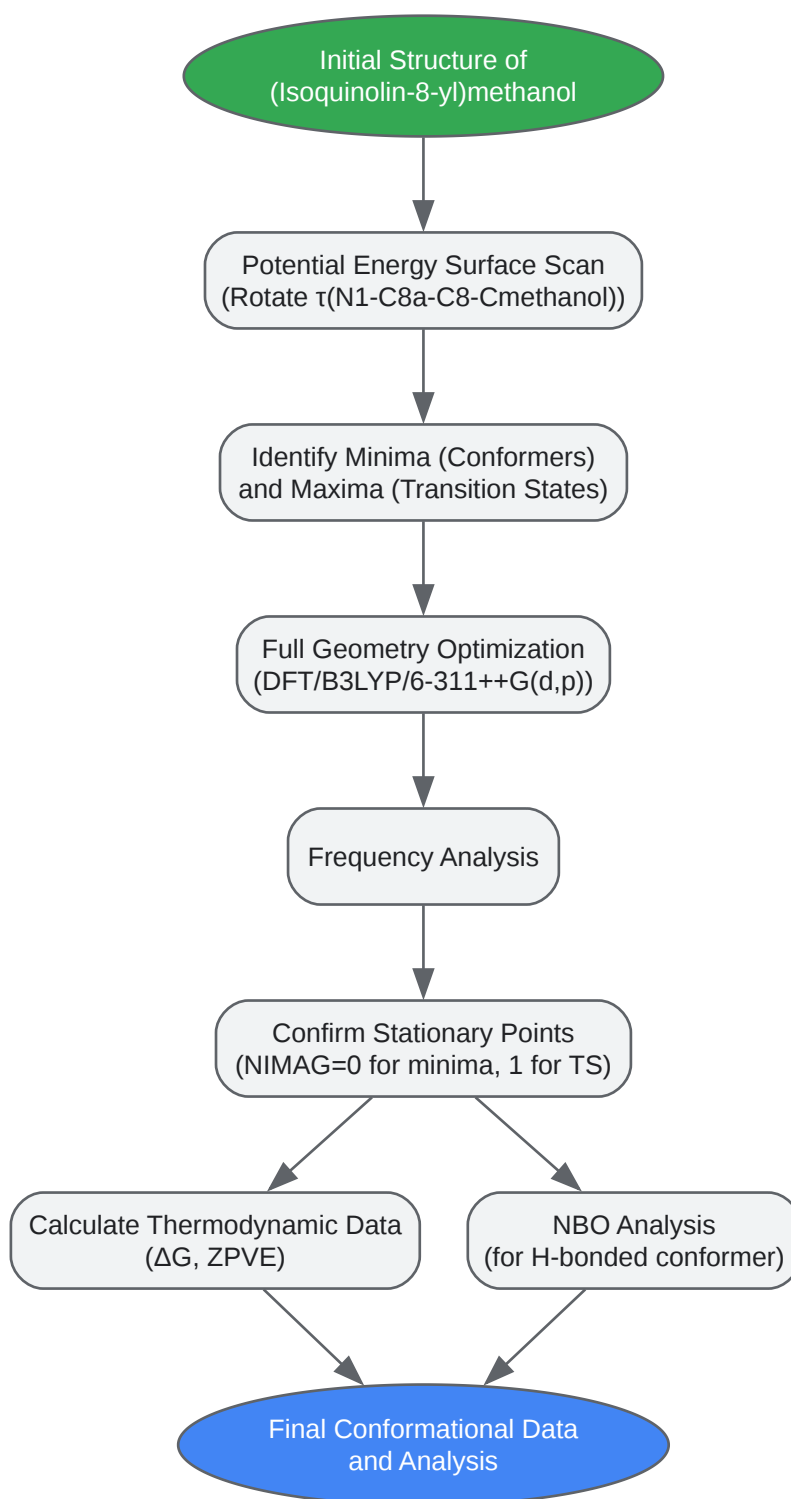 Initial Structure of
(Isoquinolin-8-yl)methanol
Potential Energy Surface Scan
(Rotate τ(N1-C8a-C8-Cmethanol))
Identify Minima (Conformers)
and Maxima (Transition States)
Full Geometry Optimization
(DFT/B3LYP/6-311++G(d,p))
Frequency Analysis
Confirm Stationary Points
(NIMAG=0 for minima, 1 for TS)
Calculate Thermodynamic Data
(ΔG, ZPVE)
NBO Analysis
(for H-bonded conformer)
Final Conformational Data
and Analysis